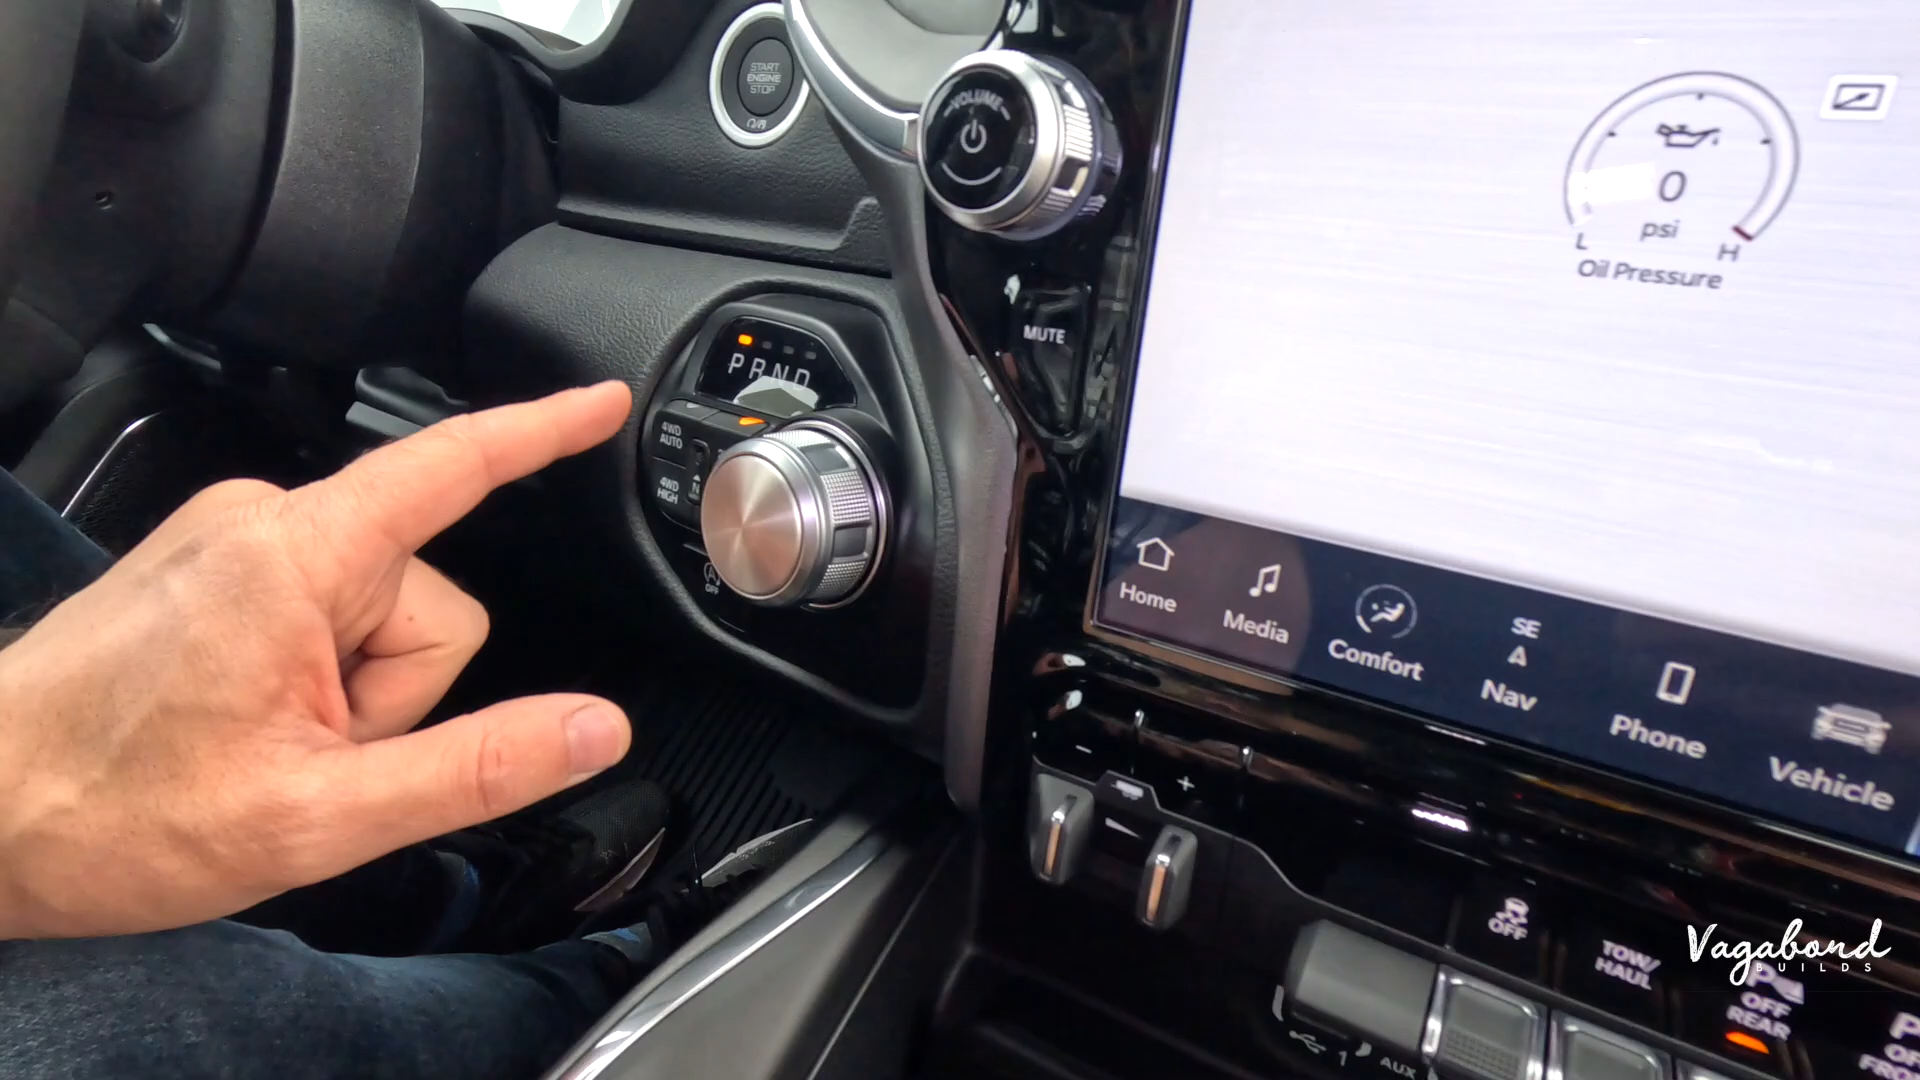 START
ENGINE
STOP
VOLUME
0
psi
L
H
Oil Pressure
MUTE
P R N D
4WD
AUTO
4WD
HIGH
N
OFF
Home
Media
Comfort
SE
Nav
Phone
Vehicle
−
+
OFF
TOW/
HAUL
OFF
REAR
1
AUX
Vagabond
BUILDS